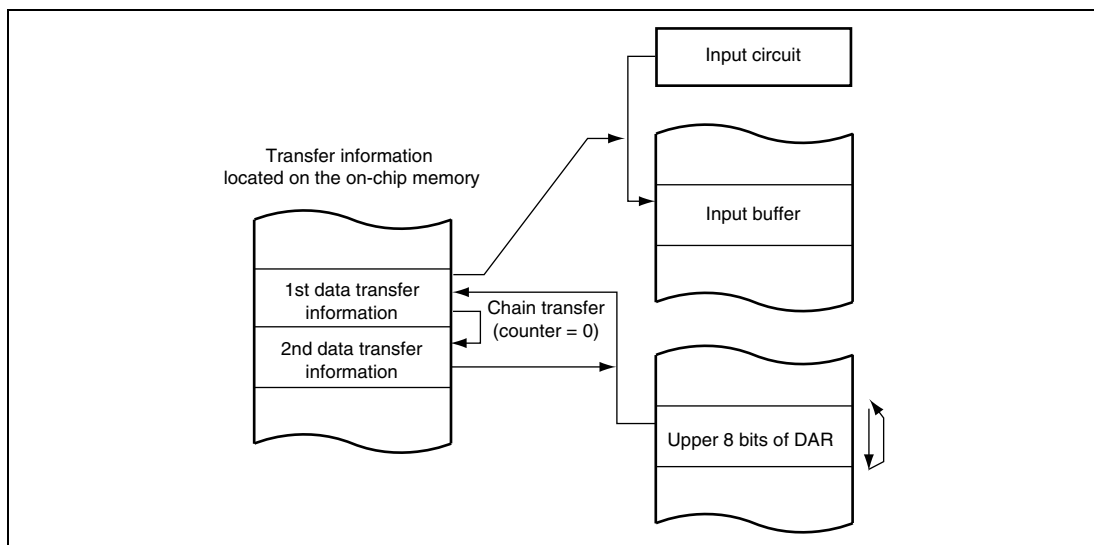 Input circuit
Transfer information
located on the on-chip memory
Input buffer
1st data transfer
information
Chain transfer
(counter = 0)
2nd data transfer
information
Upper 8 bits of DAR